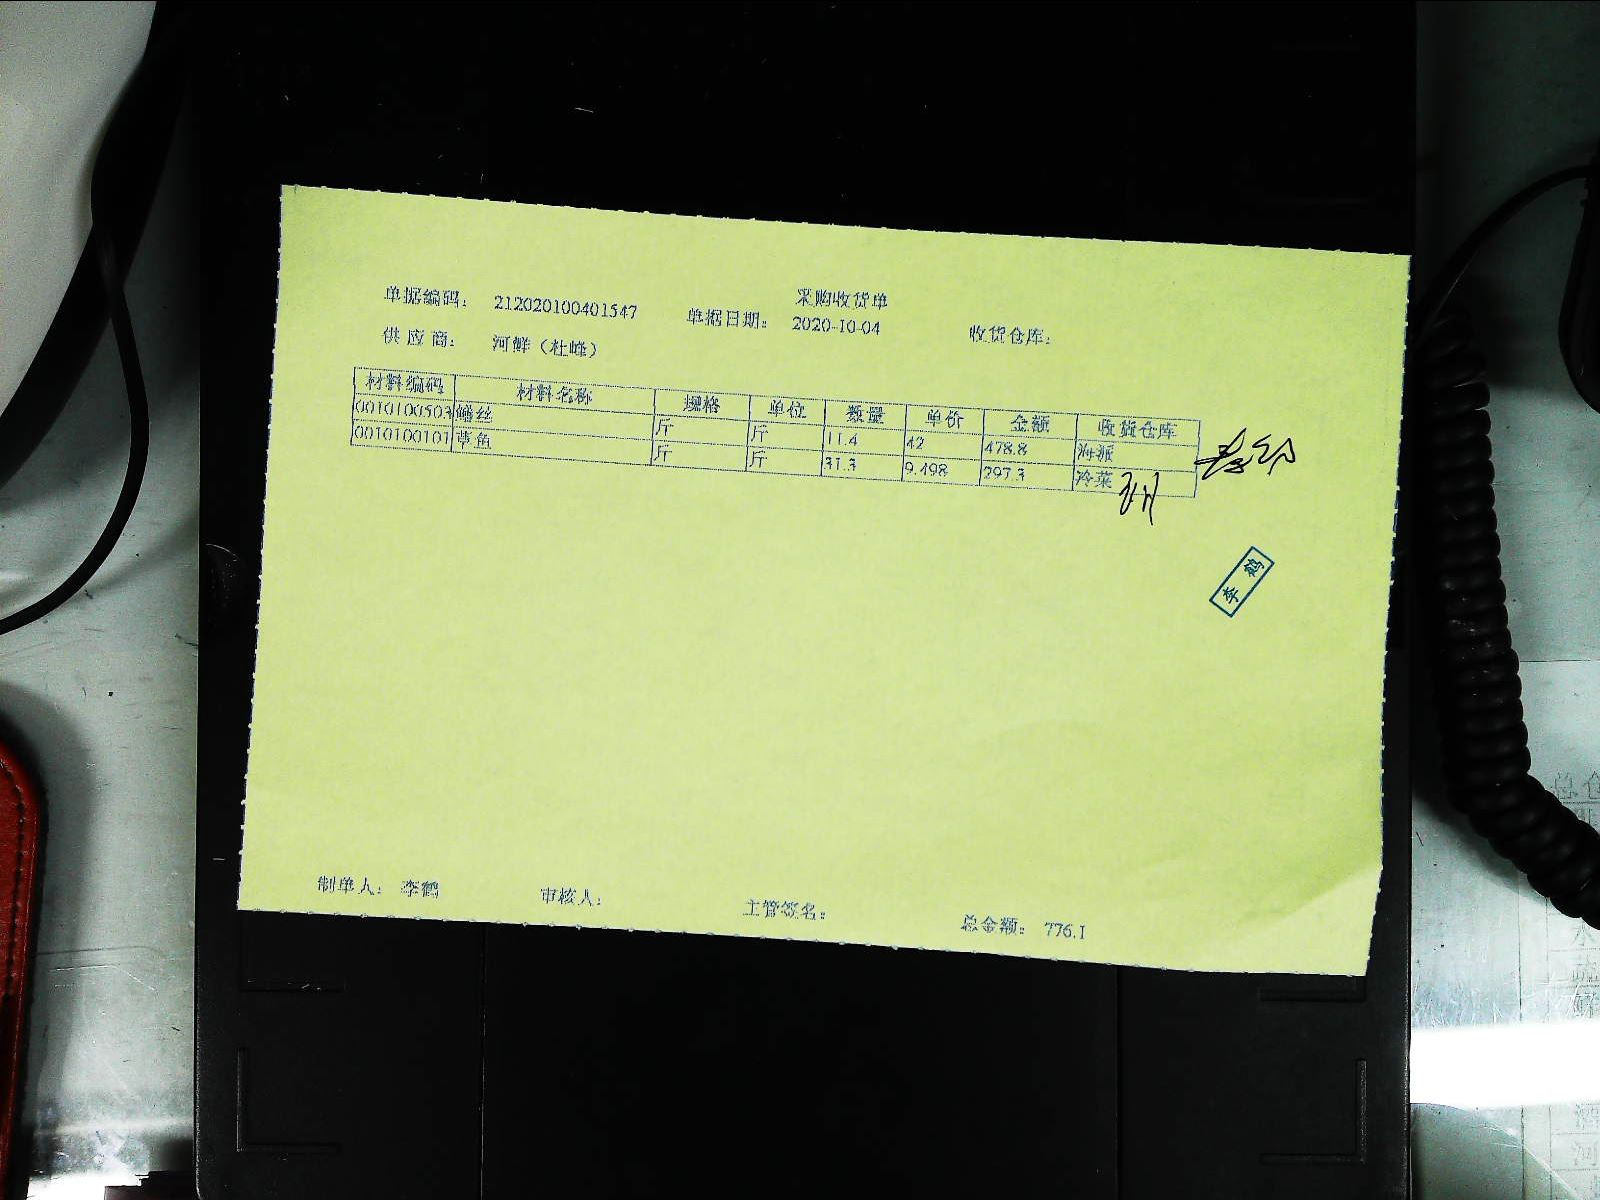 采购收货单
单据编码: 212020100401547 单据日期: 2020-10-04 收货仓库:
供应商: 河鲜（杜峰）
材料编码 材料名称 规格 单位 数量 单价 金额 收货仓库
0010100503 鳝丝 斤 斤 11.4 42 478.8 海派
0010100101 草鱼 斤 斤 31.3 9.498 297.3 冷菜
李鹤
制单人: 李鹤 审核人: 主管签名: 总金额: 776.1